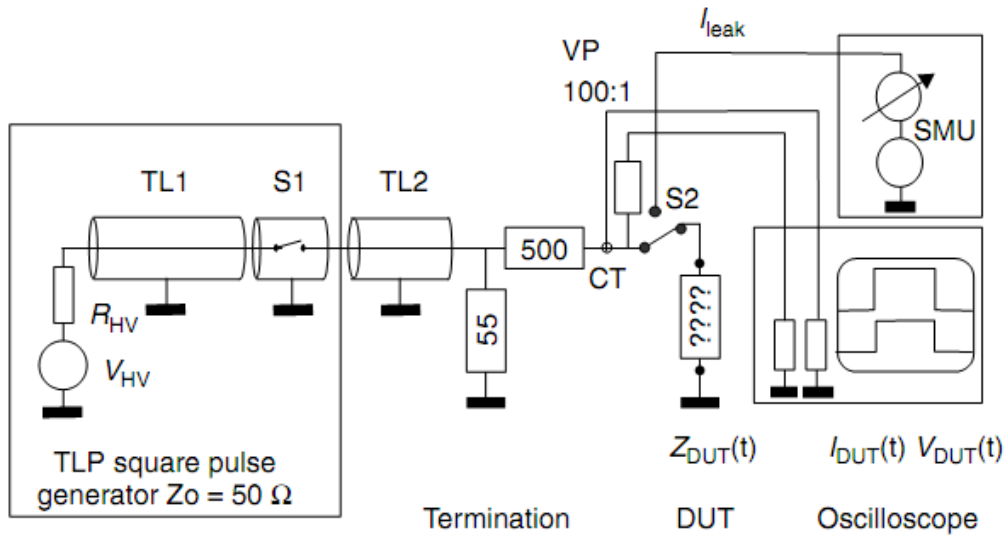 I_leak
VP
100:1
SMU
TL1
S1
TL2
S2
500
CT
R_HV
V_HV
55
????
Z_DUT(t)
I_DUT(t) V_DUT(t)
TLP square pulse
generator Zo = 50 Ω
Termination
DUT
Oscilloscope